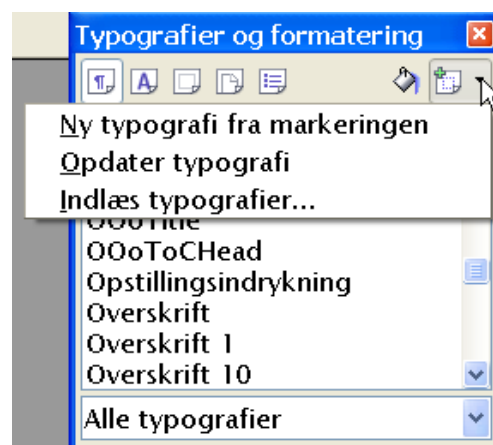 Typografier og formatering
Ny typografi fra markeringen
Opdater typografi
Indlæs typografier...
OOoTitle
OOoToCHead
Opstillingsindrykning
Overskrift
Overskrift 1
Overskrift 10
Alle typografier